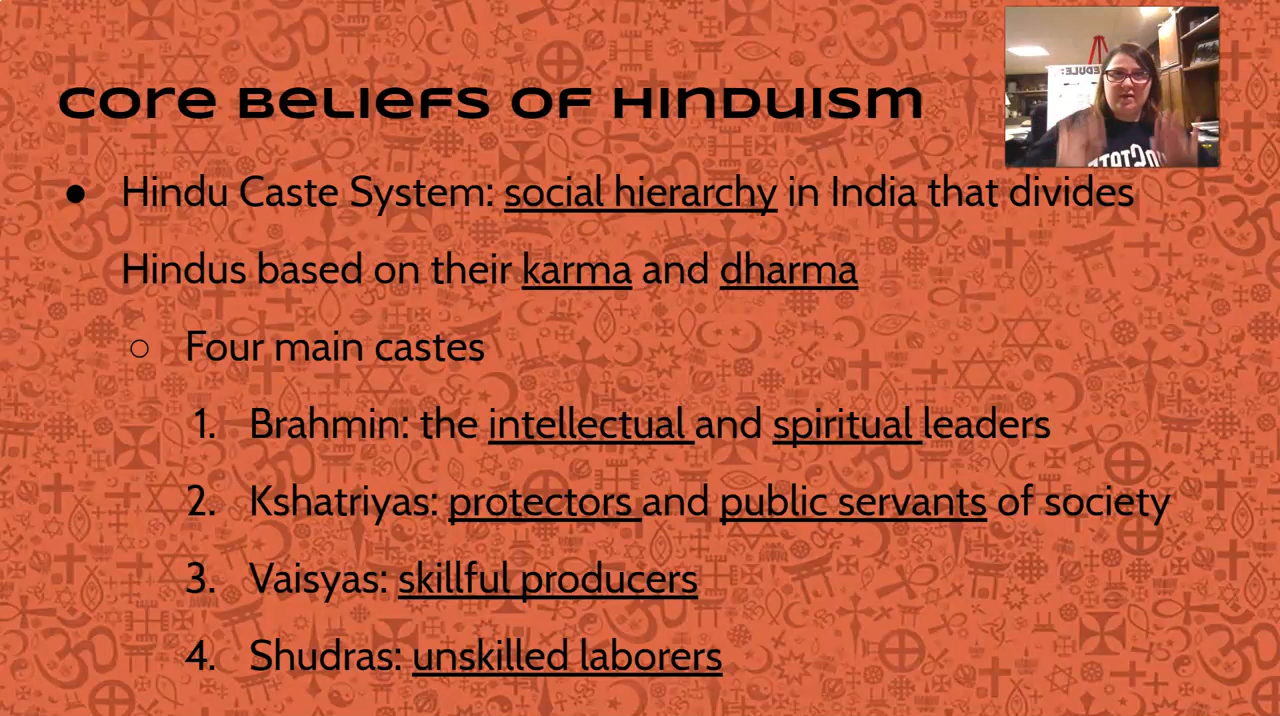 Core Beliefs of Hinduism
● Hindu Caste System: social hierarchy in India that divides
Hindus based on their karma and dharma
○ Four main castes
1. Brahmin: the intellectual and spiritual leaders
2. Kshatriyas: protectors and public servants of society
3. Vaisyas: skillful producers
4. Shudras: unskilled laborers